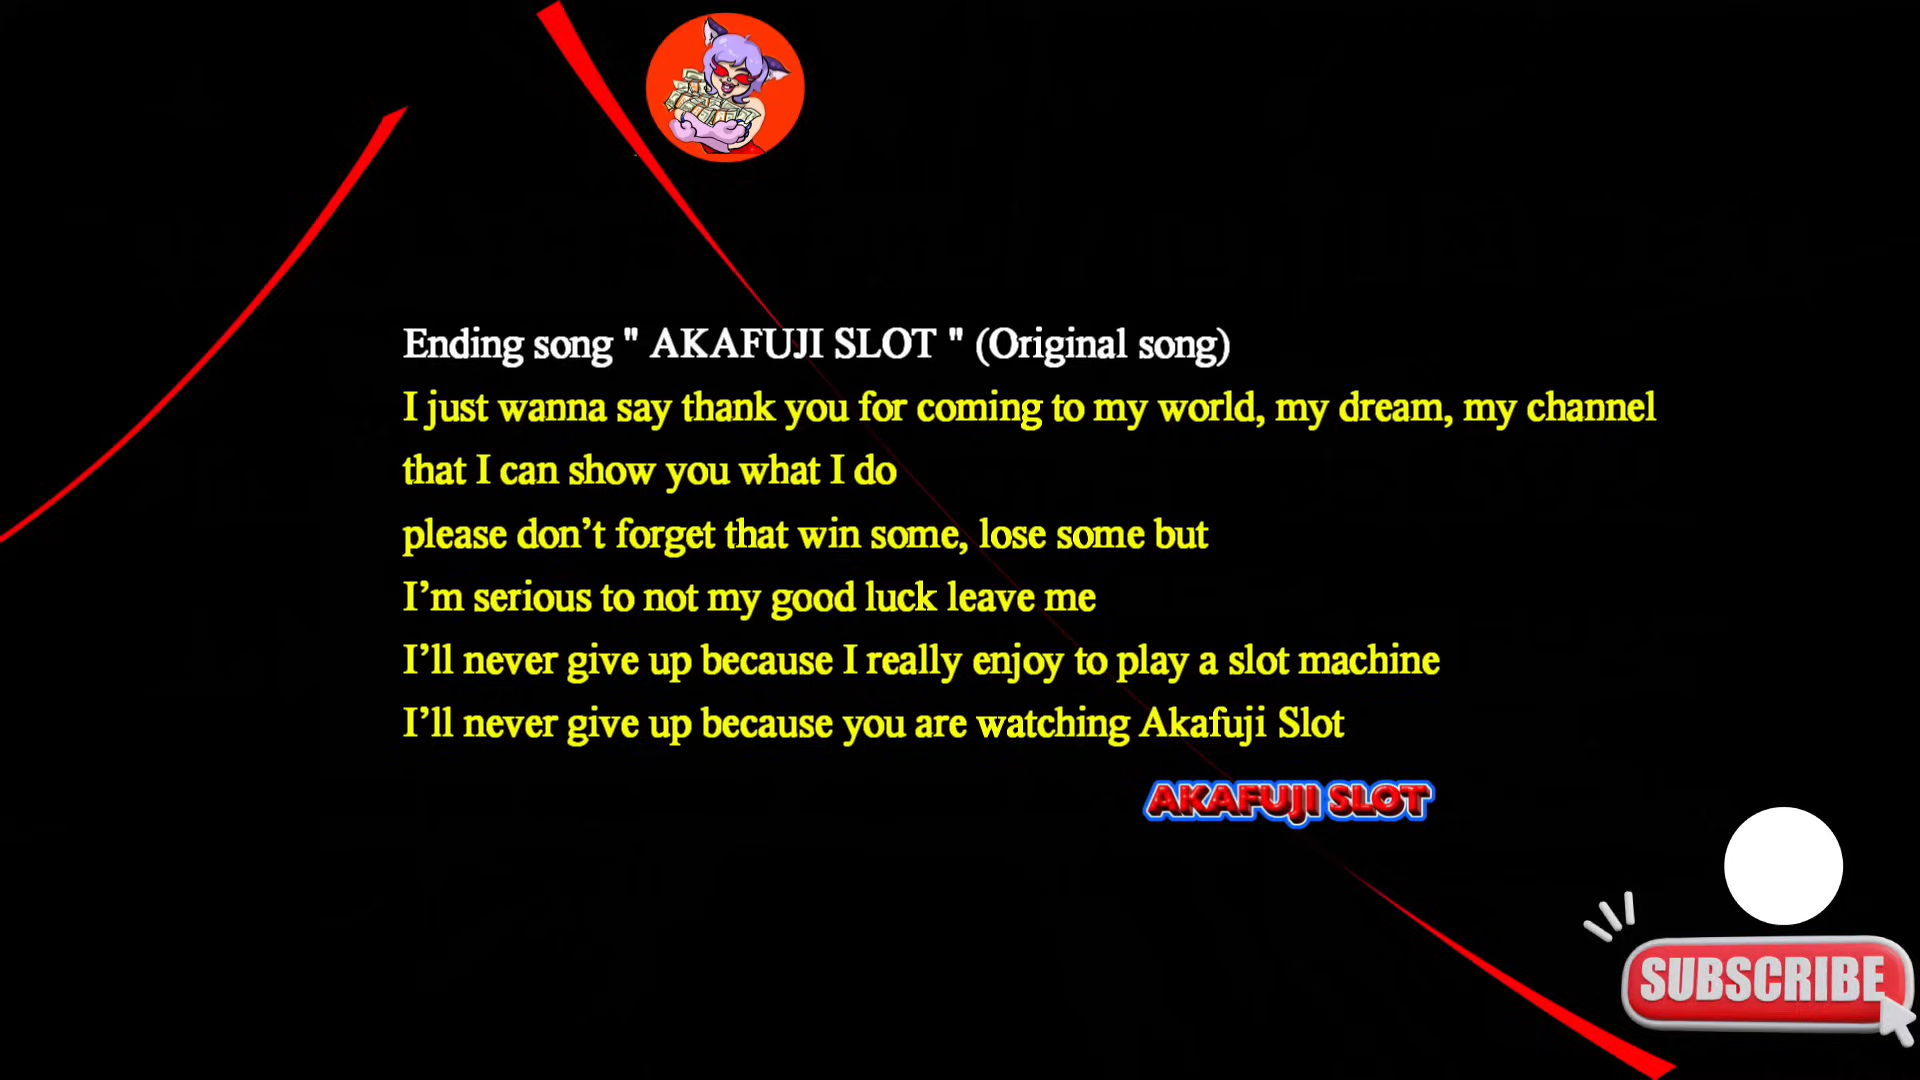 Ending song " AKAFUJI SLOT " (Original song)
I just wanna say thank you for coming to my world, my dream, my channel
that I can show you what I do
please don’t forget that win some, lose some but
I’m serious to not my good luck leave me
I’ll never give up because I really enjoy to play a slot machine
I’ll never give up because you are watching Akafuji Slot
AKAFUJI SLOT
SUBSCRIBE